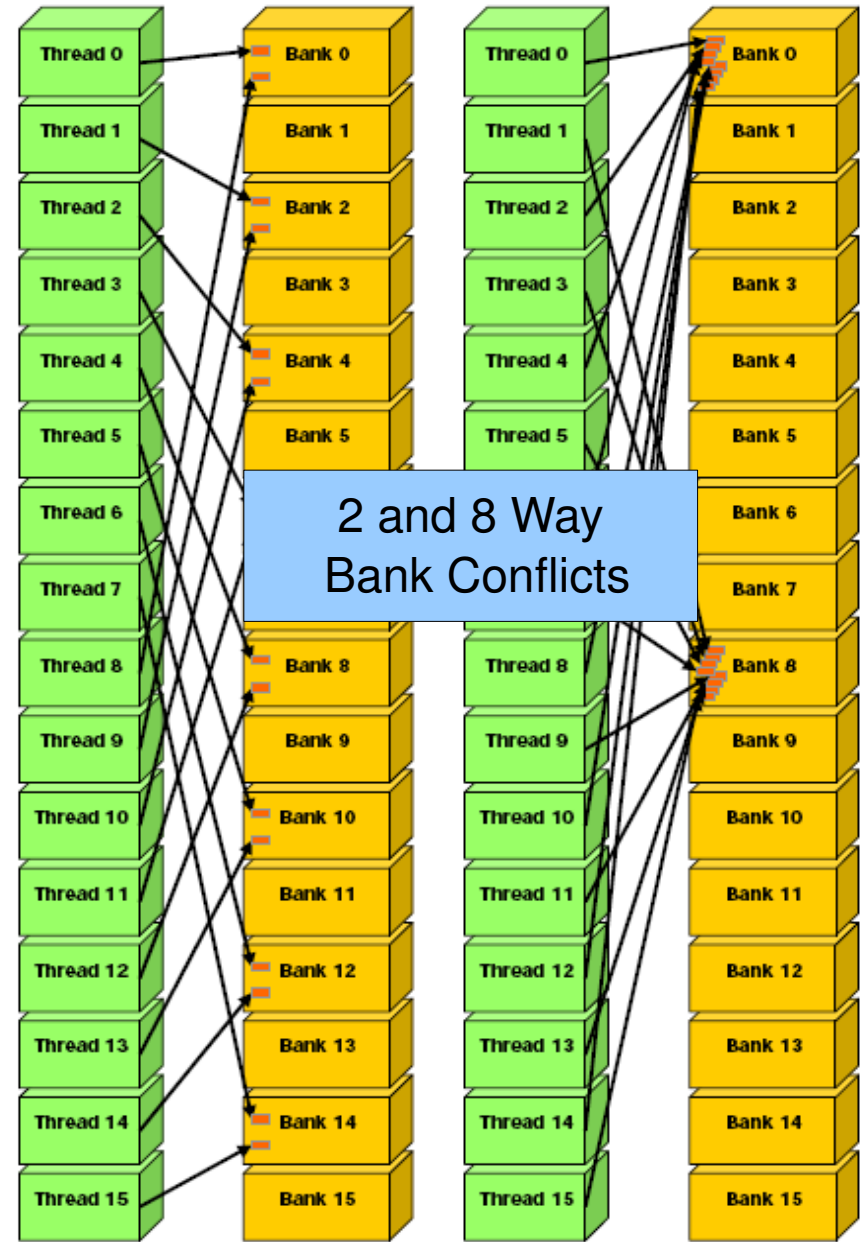 Thread 0
Thread 1
Thread 2
Thread 3
Thread 4
Thread 5
Thread 6
Thread 7
Thread 8
Thread 9
Thread 10
Thread 11
Thread 12
Thread 13
Thread 14
Thread 15
Bank 0
Bank 1
Bank 2
Bank 3
Bank 4
Bank 5
Bank 8
Bank 9
Bank 10
Bank 11
Bank 12
Bank 13
Bank 14
Bank 15
2 and 8 Way
Bank Conflicts
Thread 0
Thread 1
Thread 2
Thread 3
Thread 4
Thread 5
Thread 8
Thread 9
Thread 10
Thread 11
Thread 12
Thread 13
Thread 14
Thread 15
Bank 0
Bank 1
Bank 2
Bank 3
Bank 4
Bank 5
Bank 6
Bank 7
Bank 8
Bank 9
Bank 10
Bank 11
Bank 12
Bank 13
Bank 14
Bank 15